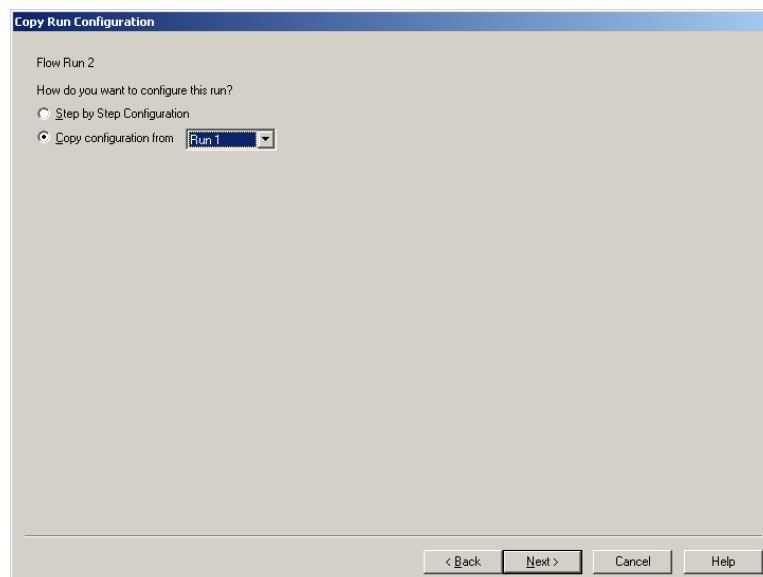 Copy Run Configuration
Flow Run 2
How do you want to configure this run?
Step by Step Configuration
Copy configuration from Run 1
< Back Next > Cancel Help